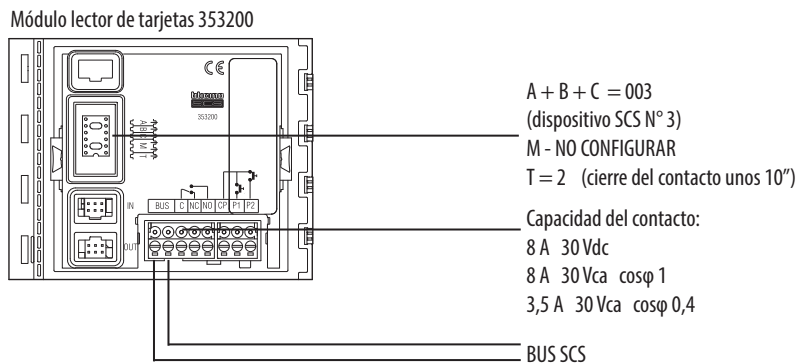 Módulo lector de tarjetas 353200
bticino
SCS
353200
A
B
C
M
T
IN
BUS C NC NO CP P1 P2
OUT
A + B + C = 003
(dispositivo SCS N° 3)
M - NO CONFIGURAR
T = 2 (cierre del contacto unos 10”)
Capacidad del contacto:
8 A 30 Vdc
8 A 30 Vca cosφ 1
3,5 A 30 Vca cosφ 0,4
BUS SCS